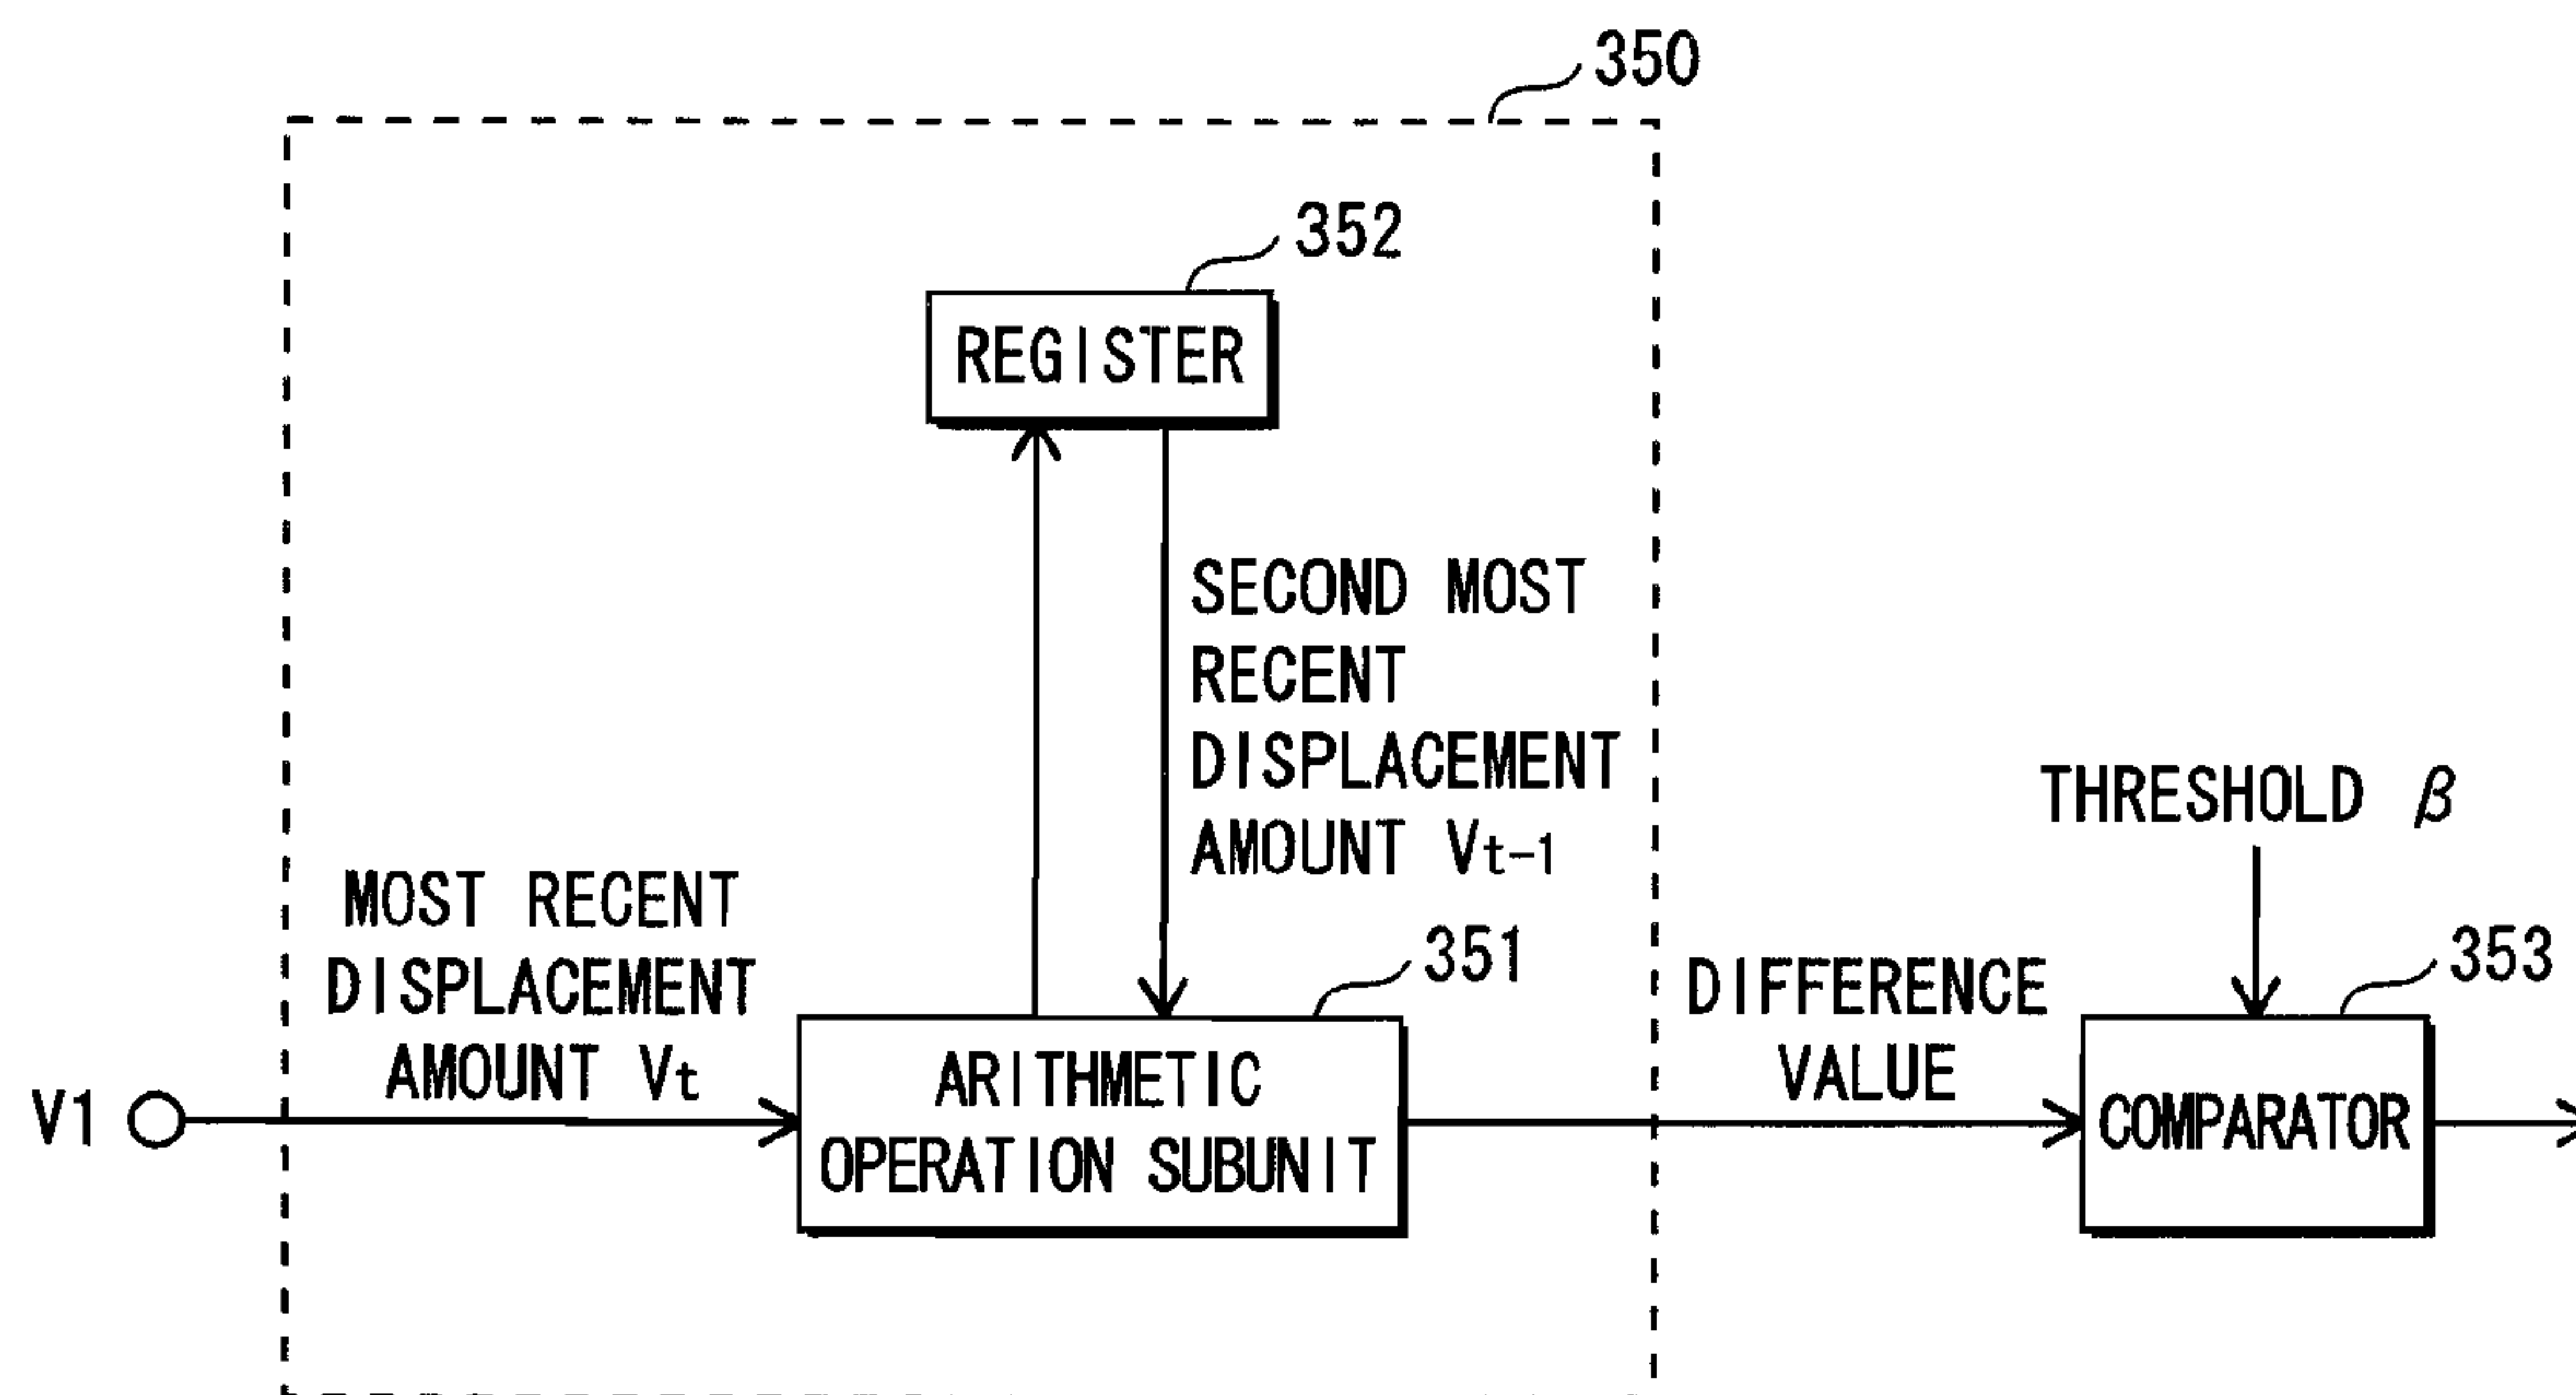 350
352
REGISTER
SECOND MOST
RECENT
DISPLACEMENT
AMOUNT Vt-1
MOST RECENT
DISPLACEMENT
AMOUNT Vt
V1
351
ARITHMETIC
OPERATION SUBUNIT
DIFFERENCE
VALUE
THRESHOLD β
353
COMPARATOR